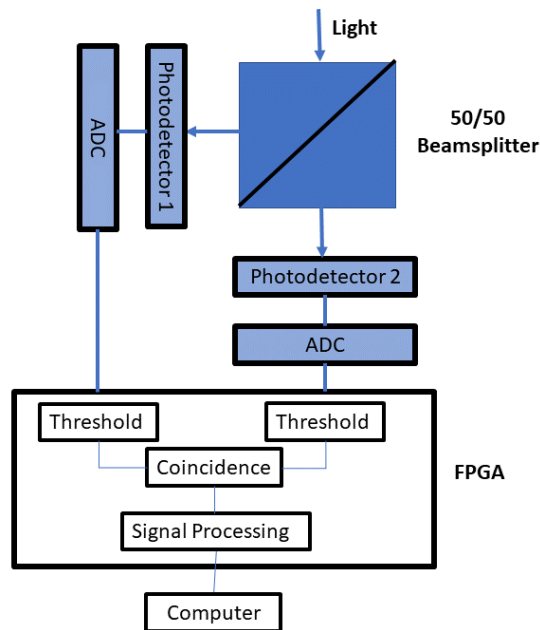 Light
50/50
Beamsplitter
ADC
Photodetector 1
Photodetector 2
ADC
Threshold
Threshold
Coincidence
FPGA
Signal Processing
Computer